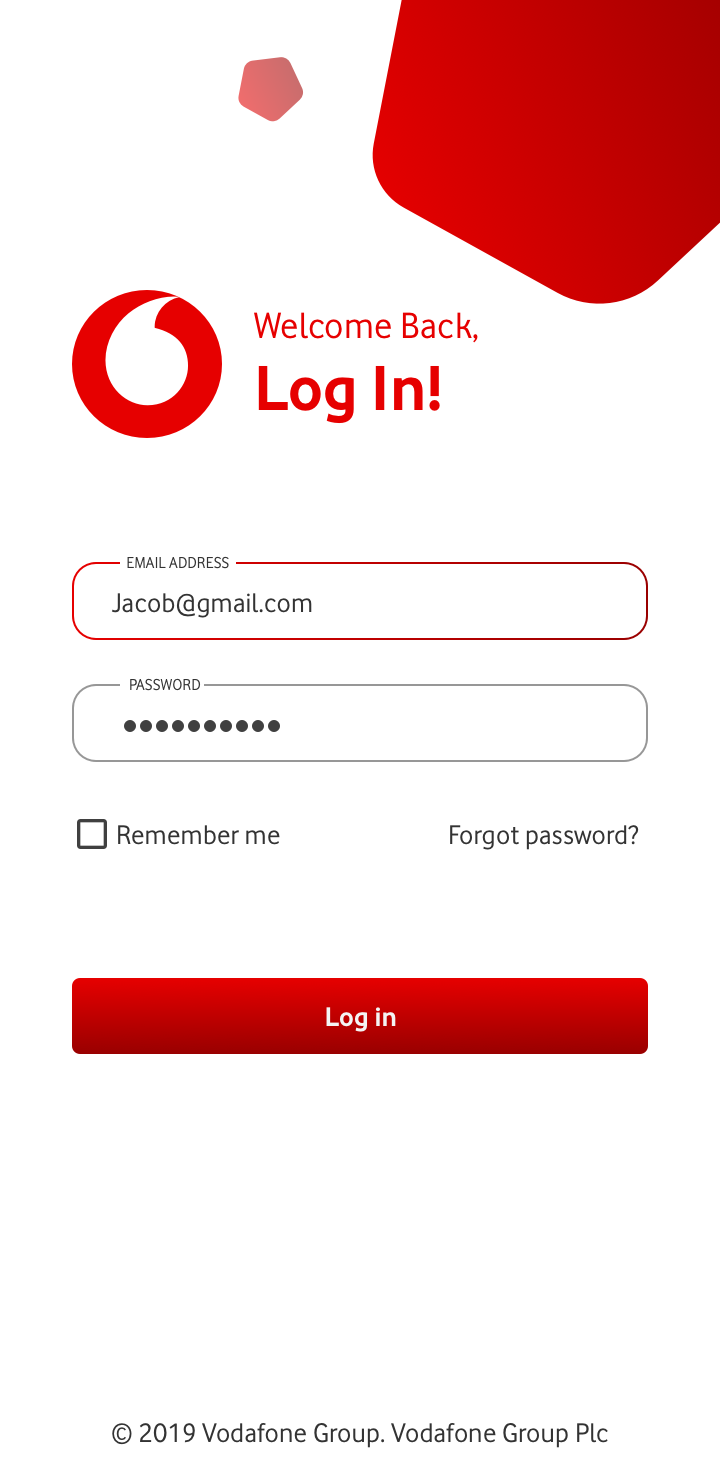 Welcome Back,
Log In!
EMAIL ADDRESS
Jacob@gmail.com
PASSWORD
●●●●●●●●●●
Remember me
Forgot password?
Log in
© 2019 Vodafone Group. Vodafone Group Plc